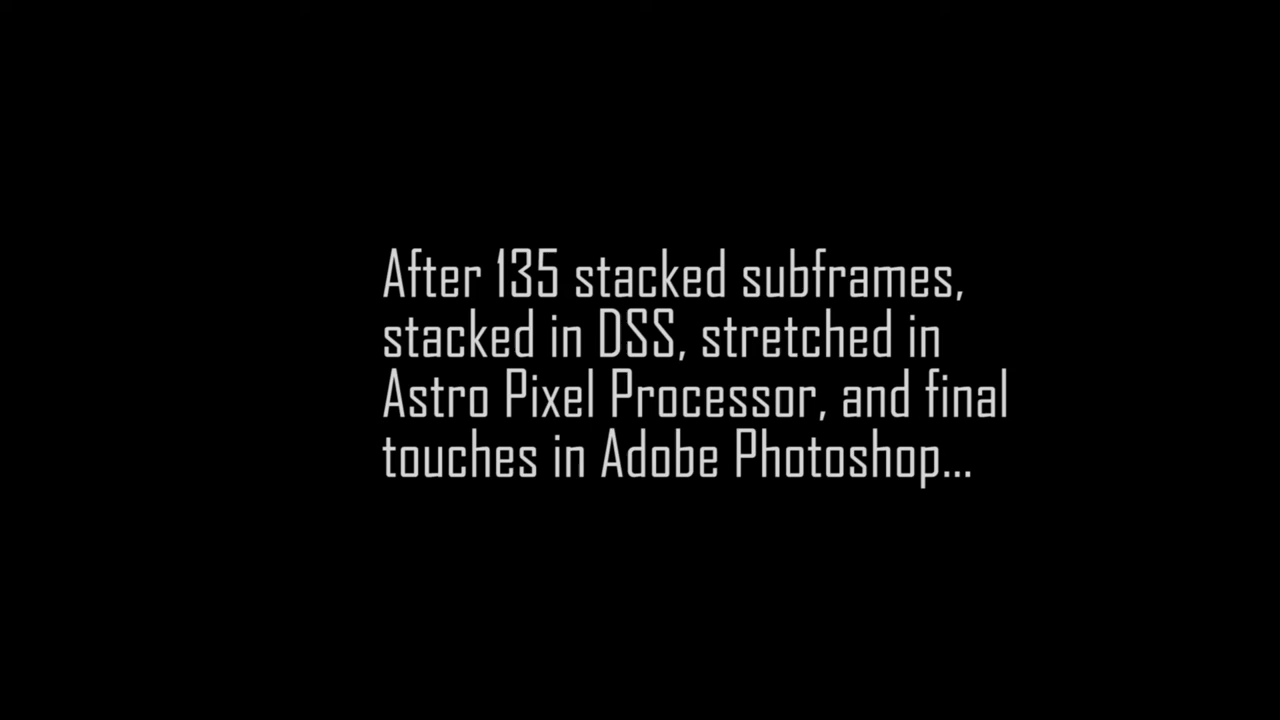 After 135 stacked subframes,
stacked in DSS, stretched in
Astro Pixel Processor, and final
touches in Adobe Photoshop...